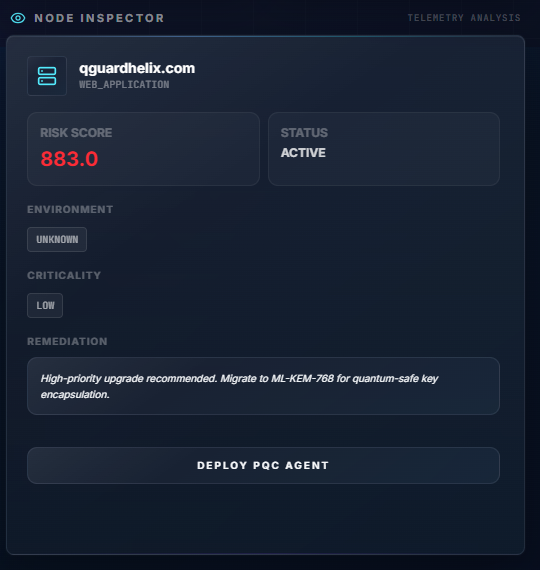 NODE INSPECTOR
TELEMETRY ANALYSIS
qguardhelix.com
WEB_APPLICATION
RISK SCORE
883.0
STATUS
ACTIVE
ENVIRONMENT
UNKNOWN
CRITICALITY
LOW
REMEDIATION
High-priority upgrade recommended. Migrate to ML-KEM-768 for quantum-safe key
encapsulation.
DEPLOY PQC AGENT